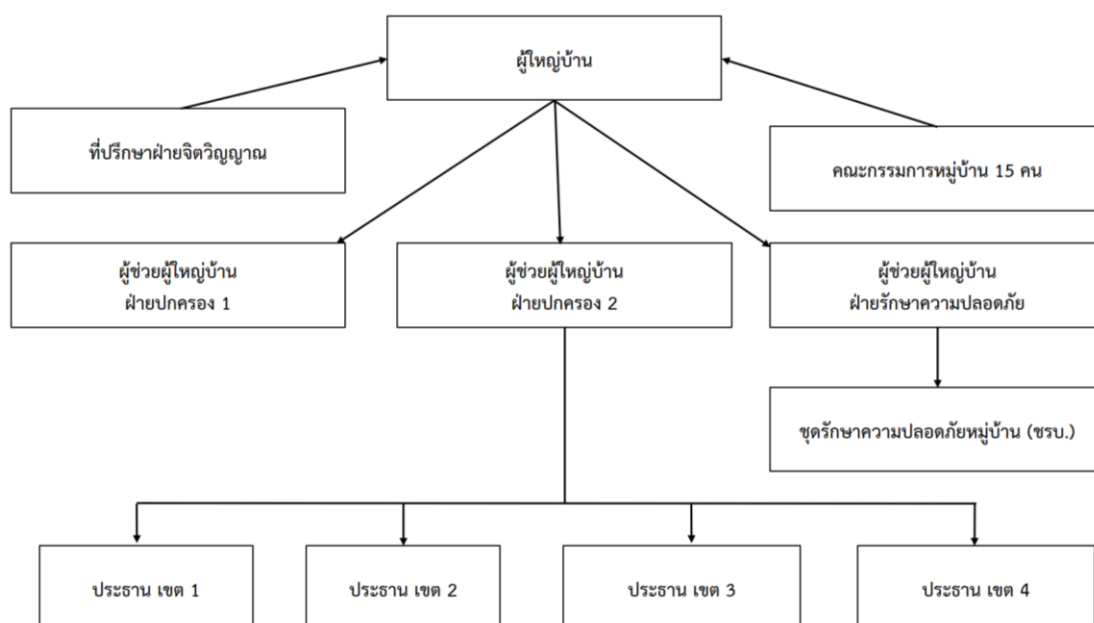 ผู้ใหญ่บ้าน
ที่ปรึกษาฝ่ายจิตวิญญาณ
คณะกรรมการหมู่บ้าน 15 คน
ผู้ช่วยผู้ใหญ่บ้าน
ฝ่ายปกครอง 1
ผู้ช่วยผู้ใหญ่บ้าน
ฝ่ายปกครอง 2
ผู้ช่วยผู้ใหญ่บ้าน
ฝ่ายรักษาความปลอดภัย
ชุดรักษาความปลอดภัยหมู่บ้าน (ชรบ.)
ประธาน เขต 1
ประธาน เขต 2
ประธาน เขต 3
ประธาน เขต 4